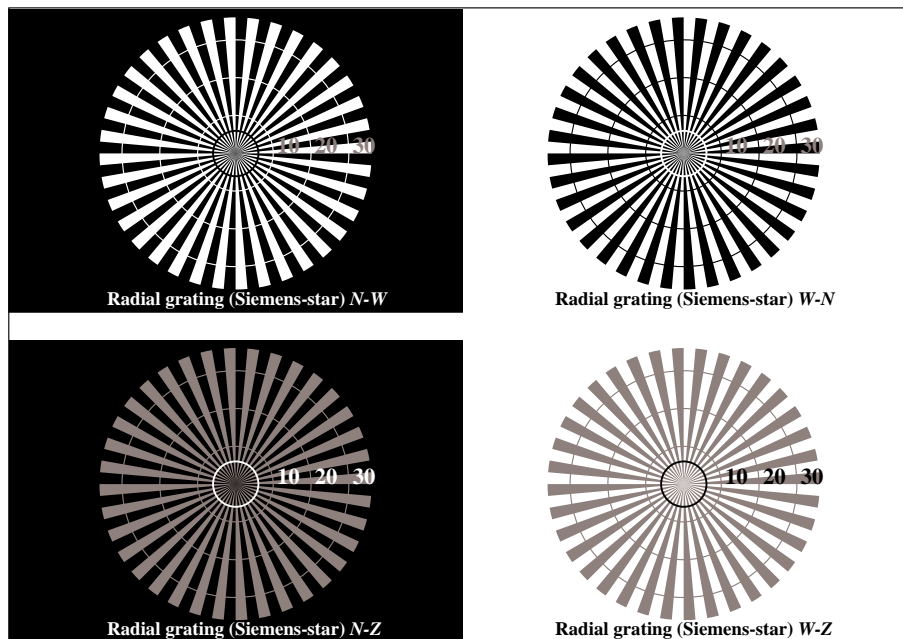 10 20 30
Radial grating (Siemens-star) N-W
10 20 30
Radial grating (Siemens-star) W-N
10 20 30
Radial grating (Siemens-star) N-Z
10 20 30
Radial grating (Siemens-star) W-Z